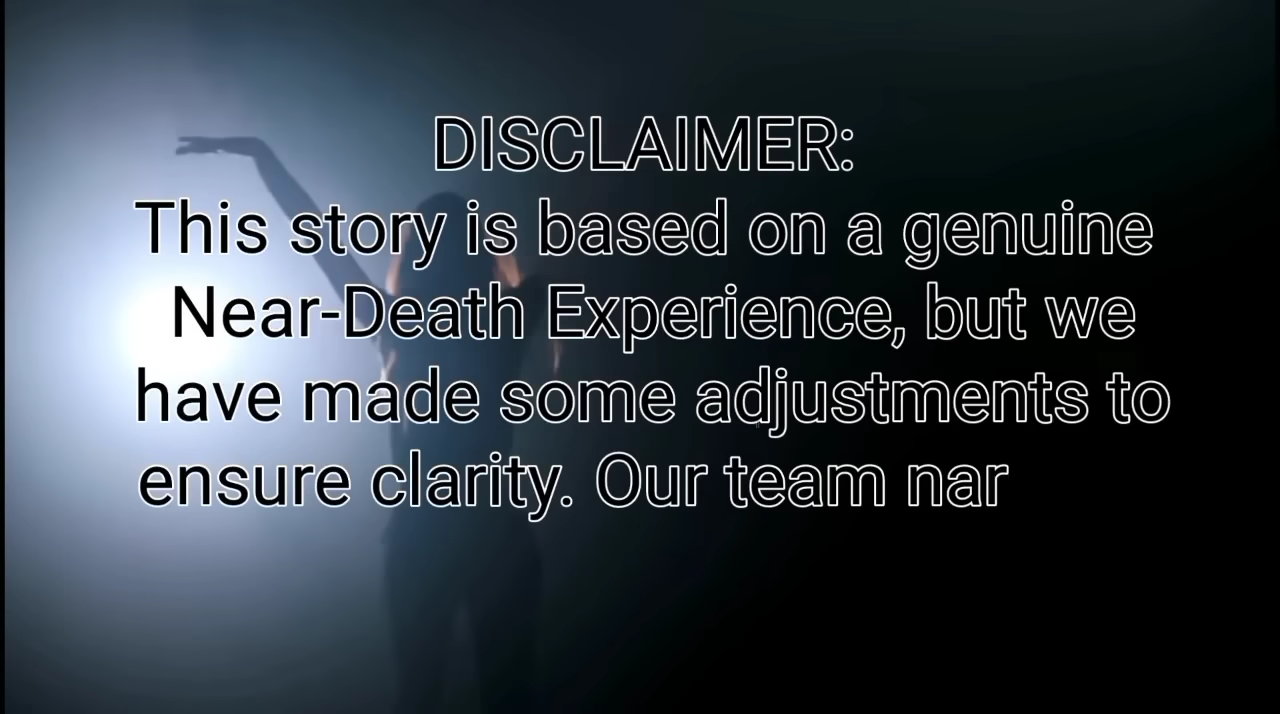 DISCLAIMER:
This story is based on a genuine
Near-Death Experience, but we
have made some adjustments to
ensure clarity. Our team nar